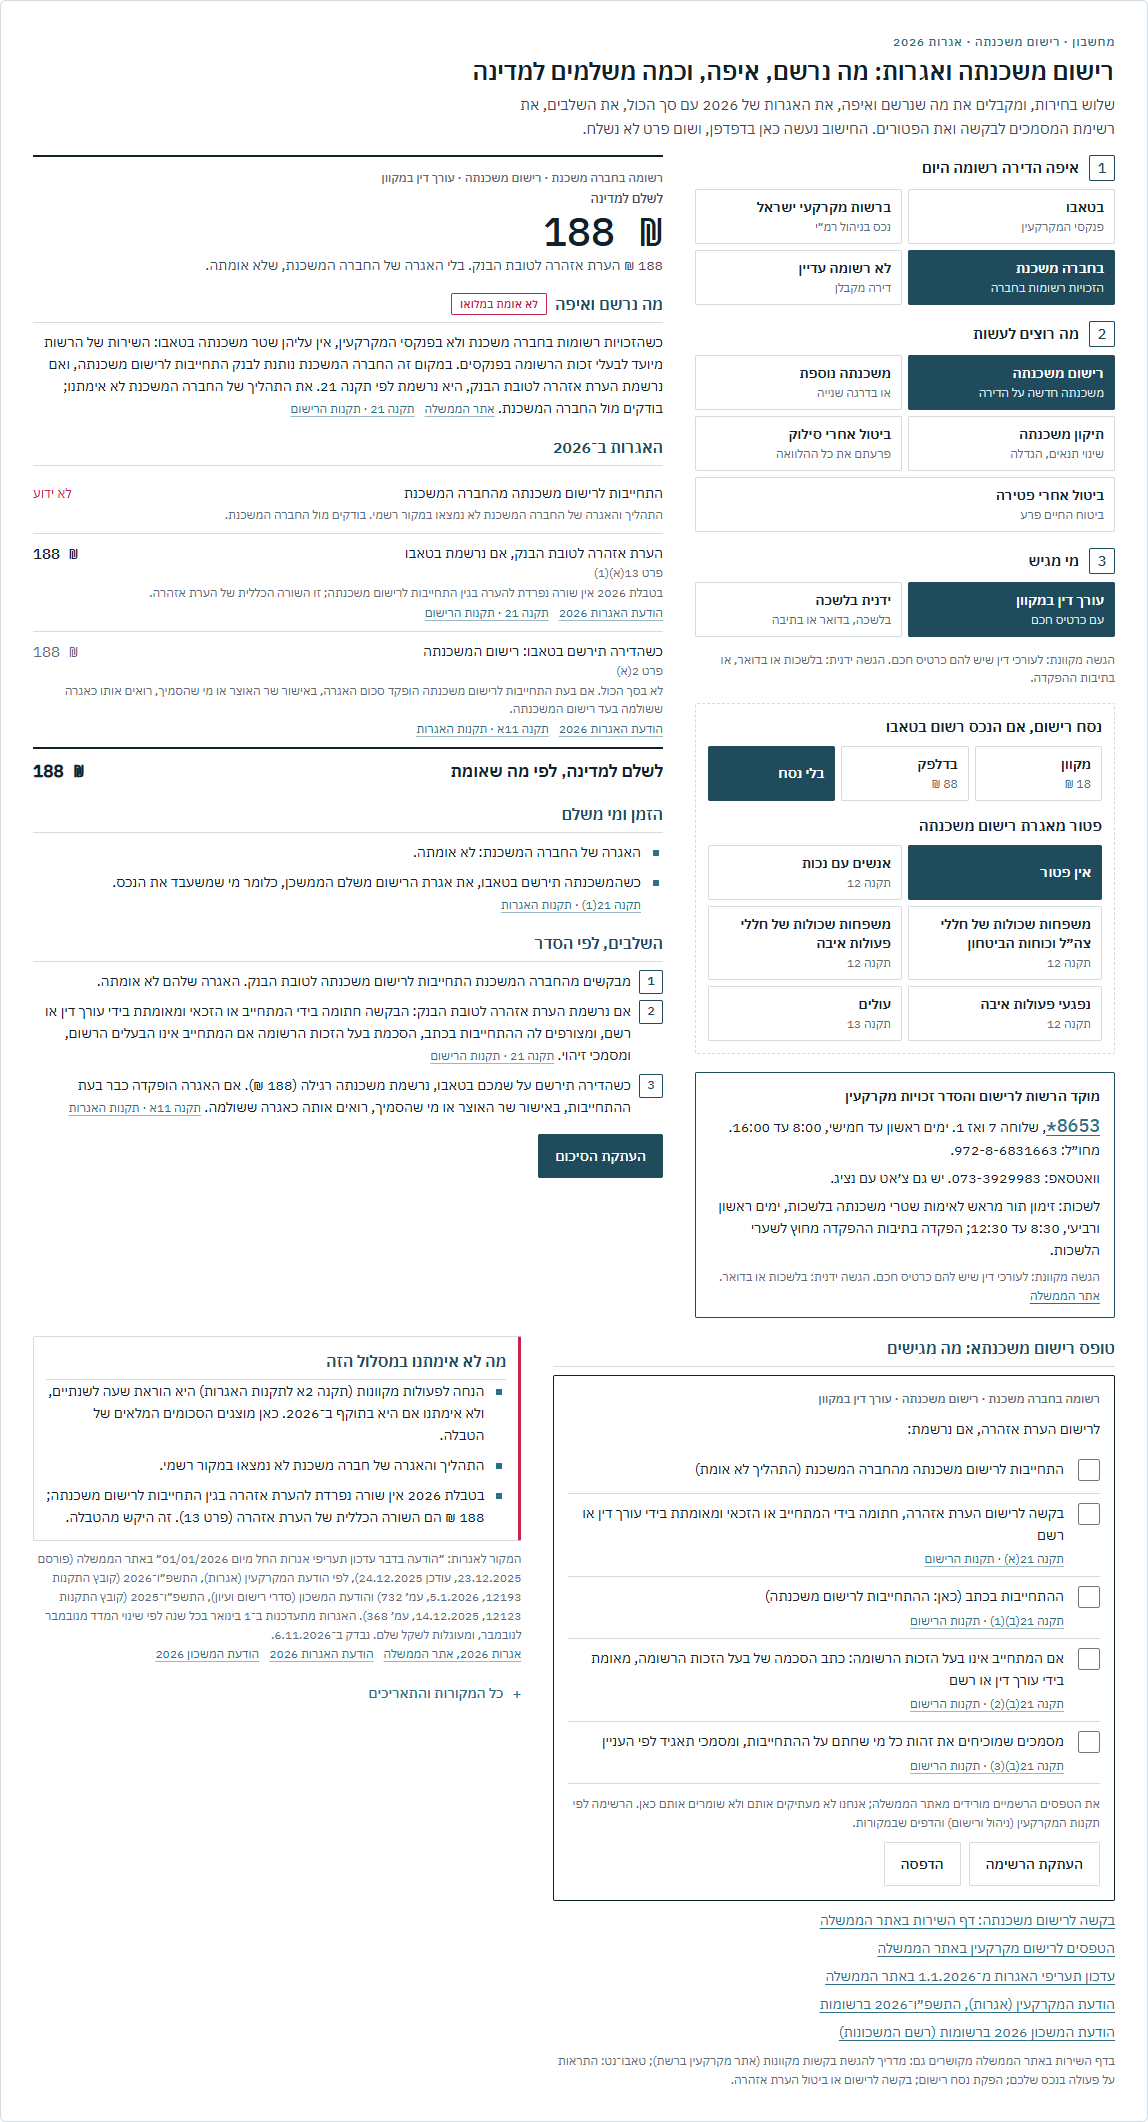 מחשבון · רישום משכנתה · אגרות 2026
רישום משכנתה ואגרות: מה נרשם, איפה, וכמה משלמים למדינה
שלוש בחירות, ומקבלים את מה שנרשם ואיפה, את האגרות של 2026 עם סך הכול, את השלבים, את
רשימת המסמכים לבקשה ואת הפטורים. החישוב נעשה כאן בדפדפן, ושום פרט לא נשלח.
1 איפה הדירה רשומה היום
בטאבו
פנקסי המקרקעין
ברשות מקרקעי ישראל
נכס בניהול רמ״י
בחברה משכנת
הזכויות רשומות בחברה
לא רשומה עדיין
דירה מקבלן
2 מה רוצים לעשות
רישום משכנתה
משכנתה חדשה על הדירה
משכנתה נוספת
או בדרגה שנייה
תיקון משכנתה
שינוי תנאים, הגדלה
ביטול אחרי סילוק
פרעתם את כל ההלוואה
ביטול אחרי פטירה
ביטוח החיים פרע
3 מי מגיש
עורך דין במקוון
עם כרטיס חכם
ידנית בלשכה
בלשכה, בדואר או בתיבה
הגשה מקוונת: לעורכי דין שיש להם כרטיס חכם. הגשה ידנית: בלשכות או בדואר, או
בתיבות ההפקדה.
נסח רישום, אם הנכס רשום בטאבו
מקוון
18 ₪
בדלפק
88 ₪
בלי נסח
פטור מאגרת רישום משכנתה
אין פטור
אנשים עם נכות
תקנה 12
משפחות שכולות של חללי
צה״ל וכוחות הביטחון
תקנה 12
משפחות שכולות של חללי
פעולות איבה
תקנה 12
נפגעי פעולות איבה
תקנה 12
עולים
תקנה 13
מוקד הרשות לרישום והסדר זכויות מקרקעין
*8653, שלוחה 7 ואז 1. ימים ראשון עד חמישי, 8:00 עד 16:00.
מחו״ל: 972-8-6831663.
וואטסאפ: 073-3929983. יש גם צ׳אט עם נציג.
לשכות: זימון תור מראש לאימות שטרי משכנתה בלשכות, ימים ראשון
ורביעי, 8:30 עד 12:30; הפקדה בתיבות ההפקדה מחוץ לשערי
הלשכות.
הגשה מקוונת: לעורכי דין שיש להם כרטיס חכם. הגשה ידנית: בלשכות או בדואר.
אתר הממשלה
רשומה בחברה משכנת · רישום משכנתה · עורך דין במקוון
לשלם למדינה
188 ₪
188 ₪ הערת אזהרה לטובת הבנק. בלי האגרה של החברה המשכנת, שלא אומתה.
מה נרשם ואיפה לא אומת במלואו
כשהזכויות רשומות בחברה משכנת ולא בפנקסי המקרקעין, אין עליהן שטר משכנתה בטאבו: השירות של הרשות
מיועד לבעלי זכות הרשומה בפנקסים. במקום זה החברה המשכנת נותנת לבנק התחייבות לרישום משכנתה, ואם
נרשמת הערת אזהרה לטובת הבנק, היא נרשמת לפי תקנה 21. את התהליך של החברה המשכנת לא אימתנו;
בודקים מול החברה המשכנת. אתר הממשלה תקנה 21 · תקנות הרישום
האגרות ב־2026
התחייבות לרישום משכנתה מהחברה המשכנת לא ידוע
התהליך והאגרה של החברה המשכנת לא נמצאו במקור רשמי. בודקים מול החברה המשכנת.
הערת אזהרה לטובת הבנק, אם נרשמת בטאבו 188 ₪
פרט 13(א)(1)
בטבלת 2026 אין שורה נפרדת להערה בגין התחייבות לרישום משכנתה; זו השורה הכללית של הערת אזהרה.
הודעת האגרות 2026 תקנה 21 · תקנות הרישום
כשהדירה תירשם בטאבו: רישום המשכנתה 188 ₪
פרט 2(א)
לא בסך הכול. אם בעת התחייבות לרישום משכנתה הופקד סכום האגרה, באישור שר האוצר או מי שהסמיך, רואים אותו כאגרה
ששולמה בעד רישום המשכנתה.
הודעת האגרות 2026 תקנה 11א · תקנות האגרות
לשלם למדינה, לפי מה שאומת 188 ₪
הזמן ומי משלם
האגרה של החברה המשכנת: לא אומתה.
כשהמשכנתה תירשם בטאבו, את אגרת הרישום משלם הממשכן, כלומר מי שמשעבד את הנכס.
תקנה 21(1) · תקנות האגרות
השלבים, לפי הסדר
1 מבקשים מהחברה המשכנת התחייבות לרישום משכנתה לטובת הבנק. האגרה שלהם לא אומתה.
2 אם נרשמת הערת אזהרה לטובת הבנק: הבקשה חתומה בידי המתחייב או הזכאי ומאומתת בידי עורך דין או
רשם, ומצורפים לה ההתחייבות בכתב, הסכמת בעל הזכות הרשומה אם המתחייב אינו הבעלים הרשום,
ומסמכי זיהוי. תקנה 21 · תקנות הרישום
3 כשהדירה תירשם על שמכם בטאבו, נרשמת משכנתה רגילה (188 ₪). אם האגרה הופקדה כבר בעת
ההתחייבות, באישור שר האוצר או מי שהסמיך, רואים אותה כאגרה ששולמה. תקנה 11א · תקנות האגרות
העתקת הסיכום
טופס רישום משכנתא: מה מגישים
רשומה בחברה משכנת · רישום משכנתה · עורך דין במקוון
לרישום הערת אזהרה, אם נרשמת:
התחייבות לרישום משכנתה מהחברה המשכנת (התהליך לא אומת)
בקשה לרישום הערת אזהרה, חתומה בידי המתחייב או הזכאי ומאומתת בידי עורך דין או
רשם
תקנה 21(א) · תקנות הרישום
ההתחייבות בכתב (כאן: ההתחייבות לרישום משכנתה)
תקנה 21(ב)(1) · תקנות הרישום
אם המתחייב אינו בעל הזכות הרשומה: כתב הסכמה של בעל הזכות הרשומה, מאומת
בידי עורך דין או רשם
תקנה 21(ב)(2) · תקנות הרישום
מסמכים שמוכיחים את זהות כל מי שחתם על ההתחייבות, ומסמכי תאגיד לפי העניין
תקנה 21(ב)(3) · תקנות הרישום
את הטפסים הרשמיים מורידים מאתר הממשלה; אנחנו לא מעתיקים אותם ולא שומרים אותם כאן. הרשימה לפי
תקנות המקרקעין (ניהול ורישום) והדפים שבמקורות.
העתקת הרשימה
הדפסה
בקשה לרישום משכנתה: דף השירות באתר הממשלה
הטפסים לרישום מקרקעין באתר הממשלה
עדכון תעריפי האגרות מ־1.1.2026 באתר הממשלה
הודעת המקרקעין (אגרות), התשפ״ו־2026 ברשומות
הודעת המשכון 2026 ברשומות (רשם המשכונות)
בדף השירות באתר הממשלה מקושרים גם: מדריך להגשת בקשות מקוונות (אתר מקרקעין ברשת); טאבו־נט: התראות
על פעולה בנכס שלכם; הפקת נסח רישום; בקשה לרישום או ביטול הערת אזהרה.
מה לא אימתנו במסלול הזה
הנחה לפעולות מקוונות (תקנה 2א לתקנות האגרות) היא הוראת שעה לשנתיים,
ולא אימתנו אם היא בתוקף ב־2026. כאן מוצגים הסכומים המלאים של
הטבלה.
התהליך והאגרה של חברה משכנת לא נמצאו במקור רשמי.
בטבלת 2026 אין שורה נפרדת להערת אזהרה בגין התחייבות לרישום משכנתה;
188 ₪ הם השורה הכללית של הערת אזהרה (פרט 13). זה היקש מהטבלה.
המקור לאגרות: ״הודעה בדבר עדכון תעריפי אגרות החל מיום 01/01/2026״ באתר הממשלה (פורסם
23.12.2025, עודכן 24.12.2025), לפי הודעת המקרקעין (אגרות), התשפ״ו־2026 (קובץ התקנות
12193, 5.1.2026, עמ׳ 732) והודעת המשכון (סדרי רישום ועיון), התשפ״ו־2025 (קובץ התקנות
12123, 14.12.2025, עמ׳ 368). האגרות מתעדכנות ב־1 בינואר בכל שנה לפי שינוי המדד מנובמבר
לנובמבר, ומעוגלות לשקל שלם. נבדק ב־6.11.2026.
אגרות 2026, אתר הממשלה הודעת האגרות 2026 הודעת המשכון 2026
+ כל המקורות והתאריכים